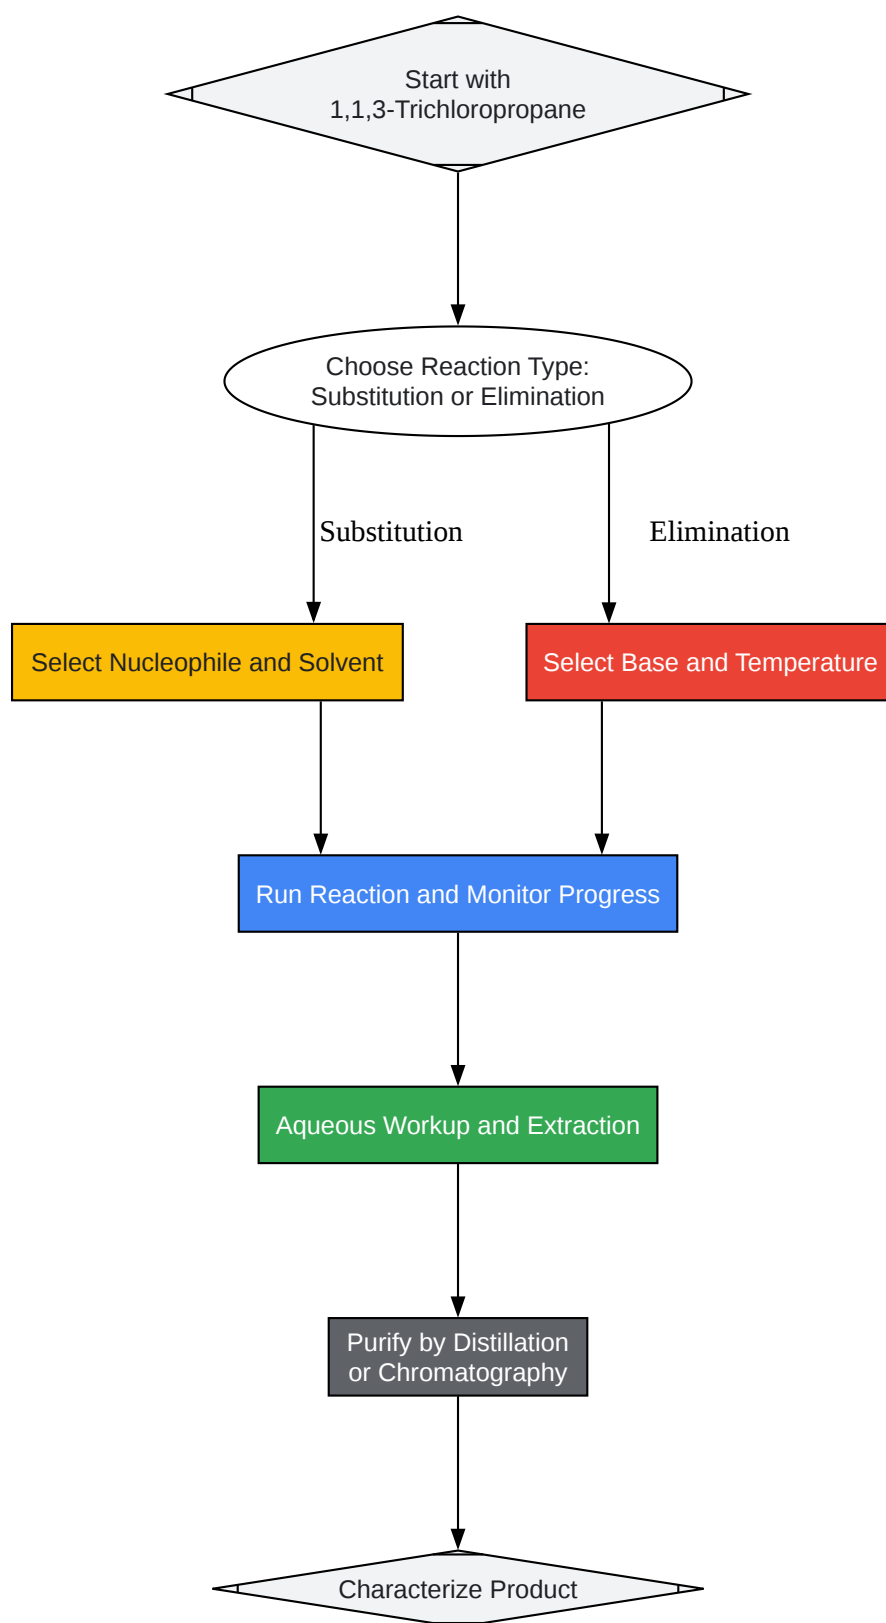 Start with
1,1,3-Trichloropropane
Choose Reaction Type:
Substitution or Elimination
Substitution
Elimination
Select Nucleophile and Solvent
Select Base and Temperature
Run Reaction and Monitor Progress
Aqueous Workup and Extraction
Purify by Distillation
or Chromatography
Characterize Product